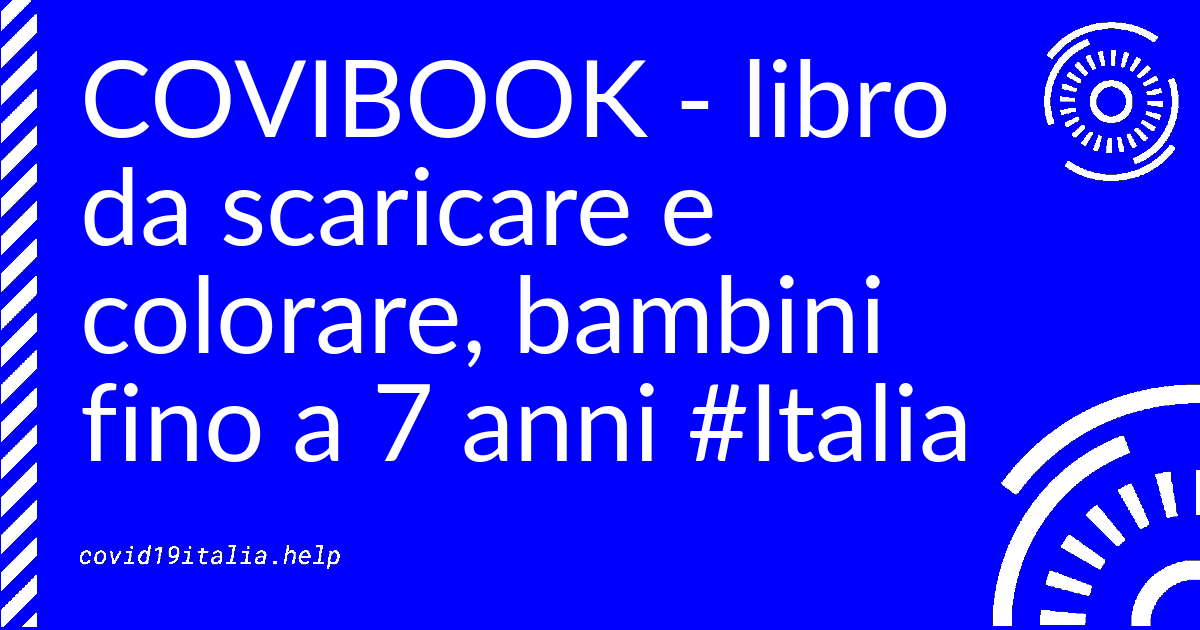 COVIBOOK - libro
da scaricare e
colorare, bambini
fino a 7 anni #Italia
covid19italia.help